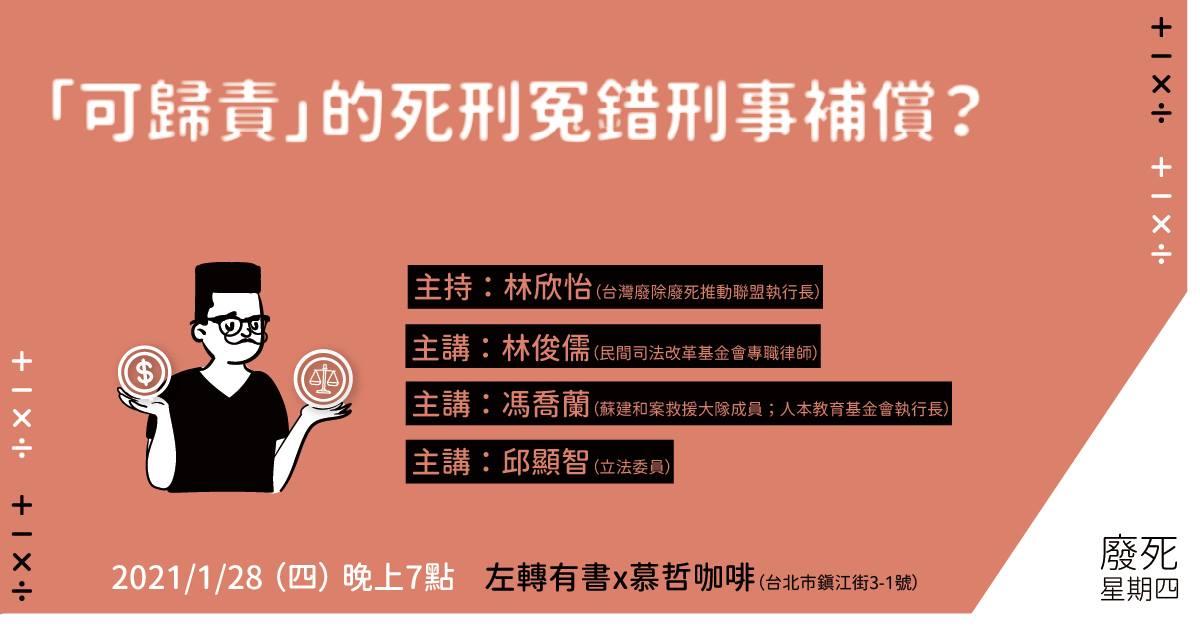 「可歸責」的死刑冤錯刑事補償？
主持：林欣怡（台灣廢除廢死推動聯盟執行長）
主講：林俊儒（民間司法改革基金會專職律師）
主講：馮喬蘭（蘇建和案救援大隊成員；人本教育基金會執行長）
主講：邱顯智（立法委員）
2021/1/28（四）晚上7點 左轉有書x慕哲咖啡（台北市鎮江街3-1號）
廢死
星期四
$
+
−
×
÷
+
−
×
÷
+
−
×
÷
+
−
×
÷